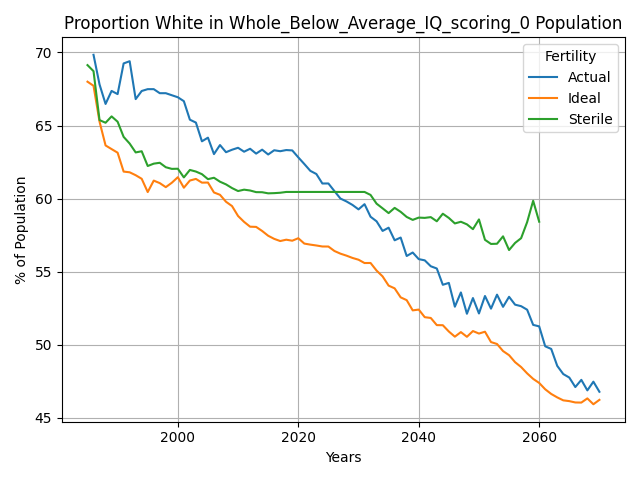 Proportion White in Whole_Below_Average_IQ_scoring_0 Population
Fertility
Actual
Ideal
Sterile
% of Population
70
65
60
55
50
45
2000
2020
2040
2060
Years